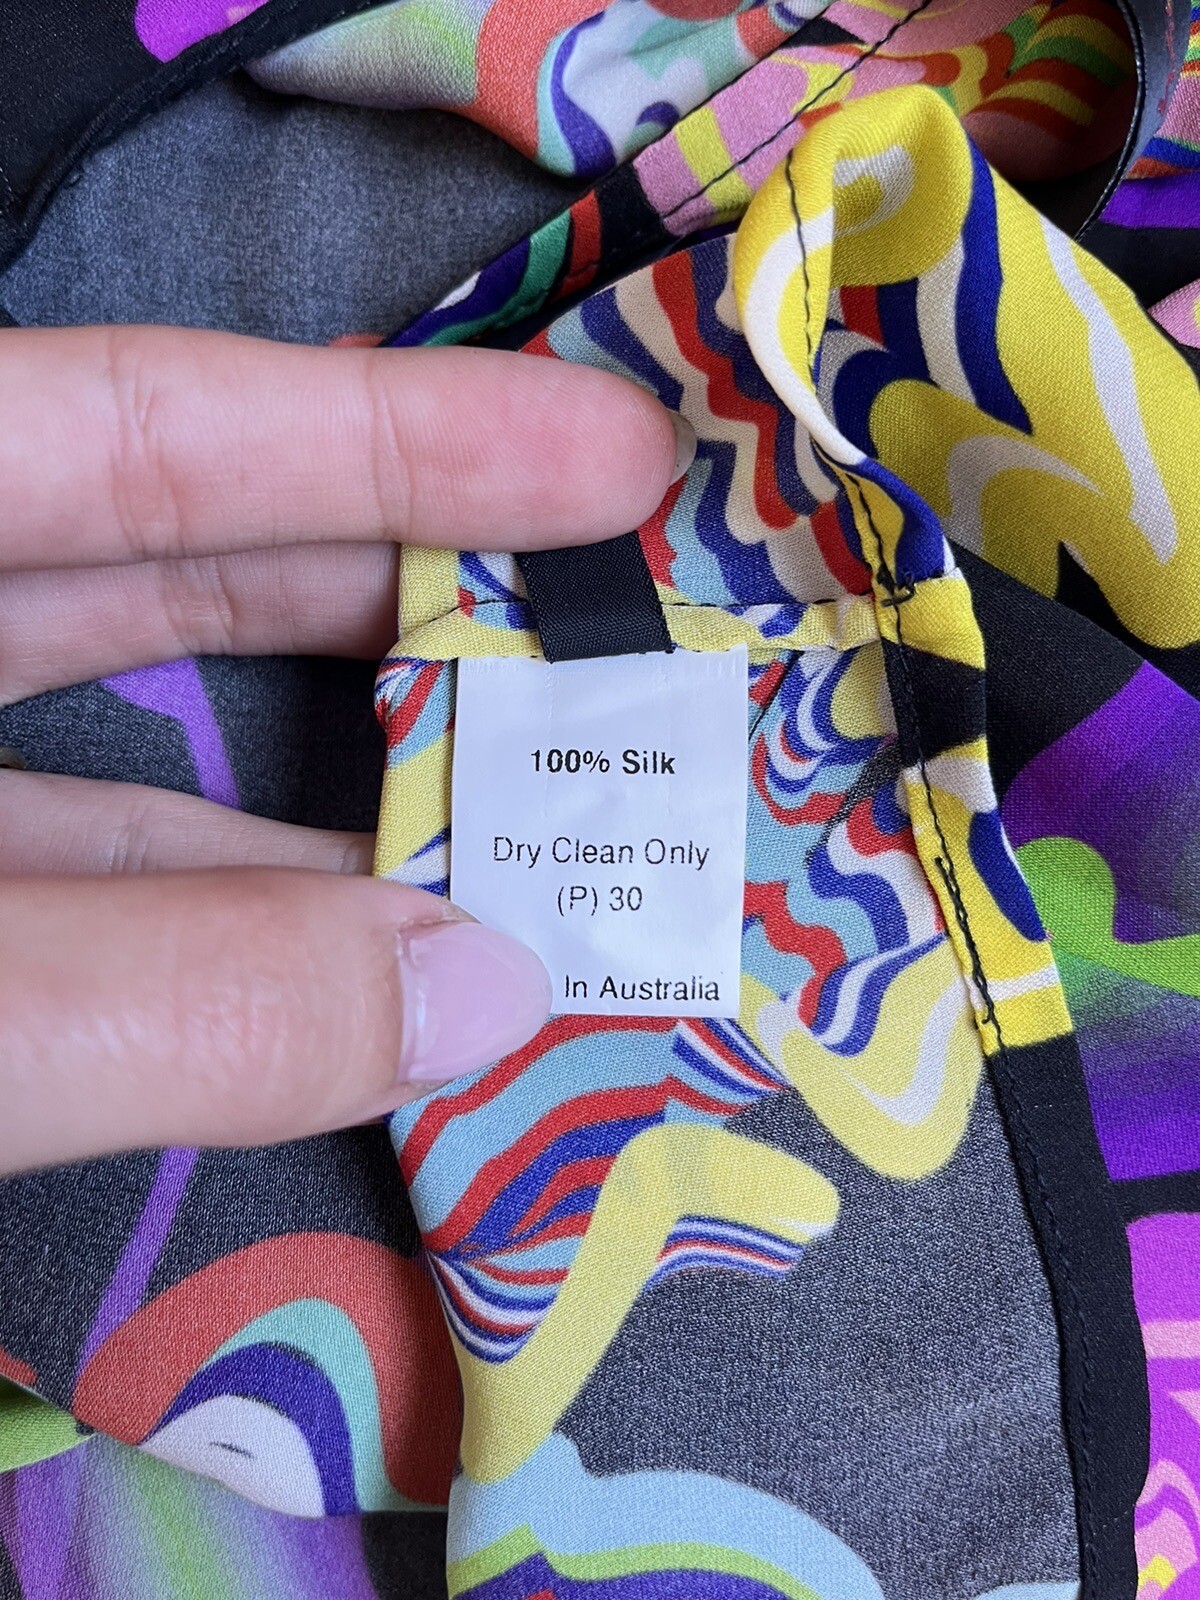 100% Silk
Dry Clean Only
(P) 30
In Australia